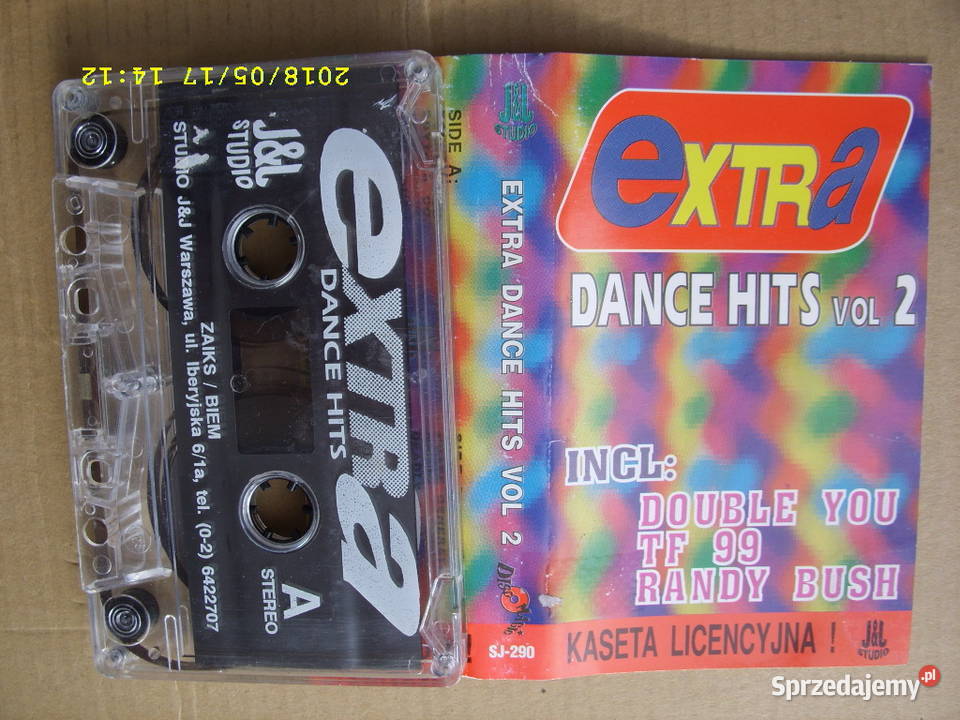 2018/05/17 14:12
J&L
STUDIO
extra
DANCE HITS
ZAIKS / BIEM
STUDIO J&J Warszawa, ul. Iberyjska 6/1a, tel. (0-2) 6422707
A
STEREO
SIDE A:
J&L
STUDIO
EXTRA DANCE HITS VOL 2
SJ-290
extra
DANCE HITS VOL 2
INCL:
DOUBLE YOU
TF 99
RANDY BUSH
KASETA LICENCYJNA !
J&L
STUDIO
Sprzedajemy.pl